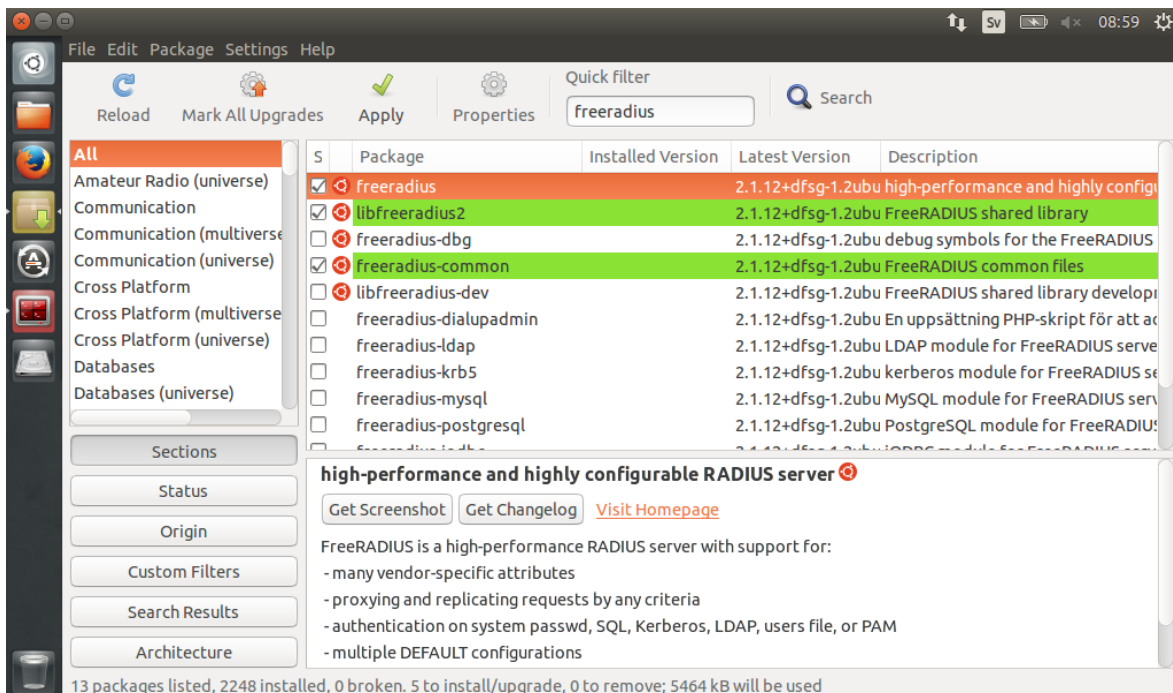 Sv 08:59
File Edit Package Settings Help
Reload Mark All Upgrades Apply Properties Quick filter freeradius Search
All
Amateur Radio (universe)
Communication
Communication (multiverse
Communication (universe)
Cross Platform
Cross Platform (multiverse
Cross Platform (universe)
Databases
Databases (universe)
Sections
Status
Origin
Custom Filters
Search Results
Architecture
S Package Installed Version Latest Version Description
freeradius 2.1.12+dfsg-1.2ubu high-performance and highly configu
libfreeradius2 2.1.12+dfsg-1.2ubu FreeRADIUS shared library
freeradius-dbg 2.1.12+dfsg-1.2ubu debug symbols for the FreeRADIUS
freeradius-common 2.1.12+dfsg-1.2ubu FreeRADIUS common files
libfreeradius-dev 2.1.12+dfsg-1.2ubu FreeRADIUS shared library developm
freeradius-dialupadmin 2.1.12+dfsg-1.2ubu En uppsättning PHP-skript för att ad
freeradius-ldap 2.1.12+dfsg-1.2ubu LDAP module for FreeRADIUS serve
freeradius-krb5 2.1.12+dfsg-1.2ubu kerberos module for FreeRADIUS se
freeradius-mysql 2.1.12+dfsg-1.2ubu MySQL module for FreeRADIUS serv
freeradius-postgresql 2.1.12+dfsg-1.2ubu PostgreSQL module for FreeRADIUS
high-performance and highly configurable RADIUS server
Get Screenshot Get Changelog Visit Homepage
FreeRADIUS is a high-performance RADIUS server with support for:
- many vendor-specific attributes
- proxying and replicating requests by any criteria
- authentication on system passwd, SQL, Kerberos, LDAP, users file, or PAM
- multiple DEFAULT configurations
13 packages listed, 2248 installed, 0 broken. 5 to install/upgrade, 0 to remove; 5464 kB will be used